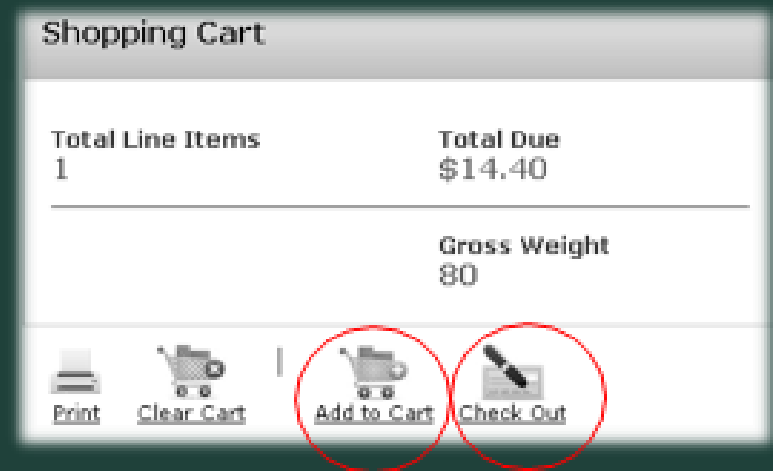 Shopping Cart
Total Line Items Total Due
1 $14.40
Gross Weight
80
Print Clear Cart | Add to Cart Check Out